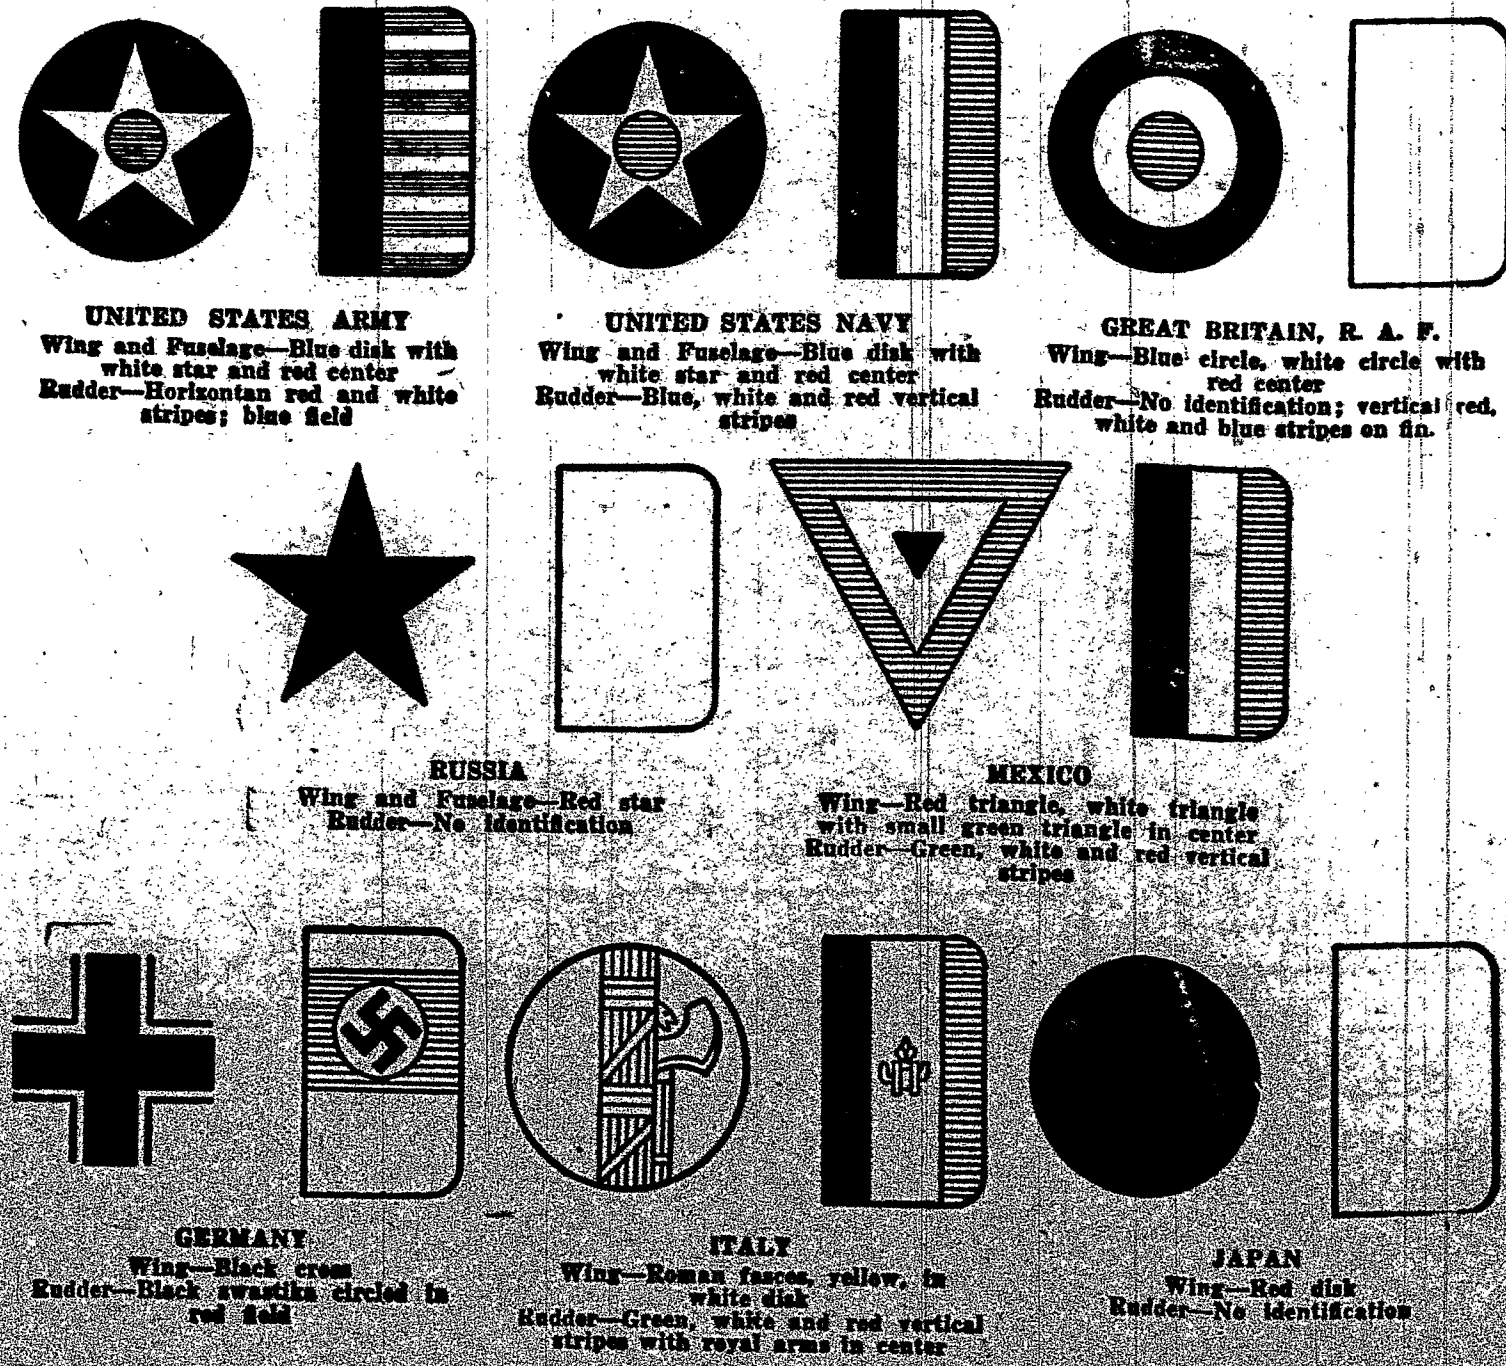 UNITED STATES ARMY
Wing and Fuselage—Blue disk with
white star and red center
Rudder—Horizontan red and white
stripes; blue field
UNITED STATES NAVY
Wing and Fuselage—Blue disk with
white star and red center
Rudder—Blue, white and red vertical
stripes
GREAT BRITAIN, R. A. F.
Wing—Blue circle, white circle with
red center
Rudder—No identification; vertical red,
white and blue stripes on fin.
RUSSIA
Wing and Fuselage—Red star
Rudder—No identification
MEXICO
Wing—Red triangle, white triangle
with small green triangle in center
Rudder—Green, white and red vertical
stripes
GERMANY
Wing—Black cross
Rudder—Black swastika circled in
red field
ITALY
Wing—Roman fasces, yellow, in
white disk
Rudder—Green, white and red vertical
stripes with royal arms in center
JAPAN
Wing—Red disk
Rudder—No identification